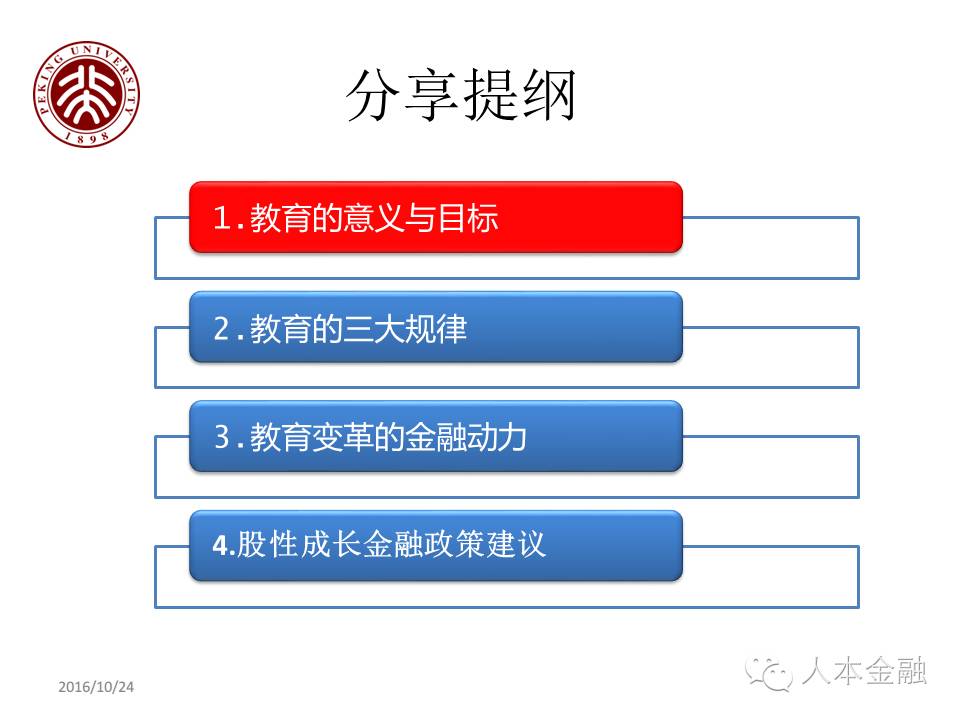 PEKING UNIVERSITY
1898
分享提纲
1.教育的意义与目标
2.教育的三大规律
3.教育变革的金融动力
4.股性成长金融政策建议
2016/10/24
人本金融